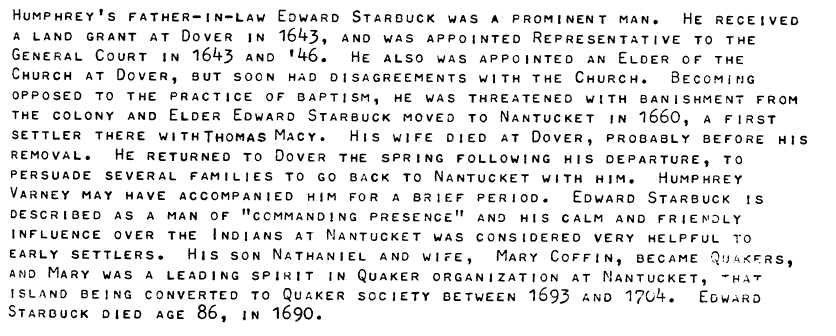 Humphrey's father-in-law Edward Starbuck was a prominent man. He received
a land grant at Dover in 1643, and was appointed Representative to the
General Court in 1643 and '46. He also was appointed an Elder of the
Church at Dover, but soon had disagreements with the Church. Becoming
opposed to the practice of baptism, he was threatened with banishment from
the colony and Elder Edward Starbuck moved to Nantucket in 1660, a first
settler there with Thomas Macy. His wife died at Dover, probably before his
removal. He returned to Dover the spring following his departure, to
persuade several families to go back to Nantucket with him. Humphrey
Varney may have accompanied him for a brief period. Edward Starbuck is
described as a man of "ccmmanding presence" and his calm and friendly
influence over the Indians at Nantucket was considered very helpful to
early settlers. His son Nathaniel and wife, Mary Coffin, became Quakers,
and Mary was a leading spirit in Quaker organization at Nantucket, that
island being converted to Quaker society between 1693 and 1704. Edward
Starbuck died age 86, in 1690.